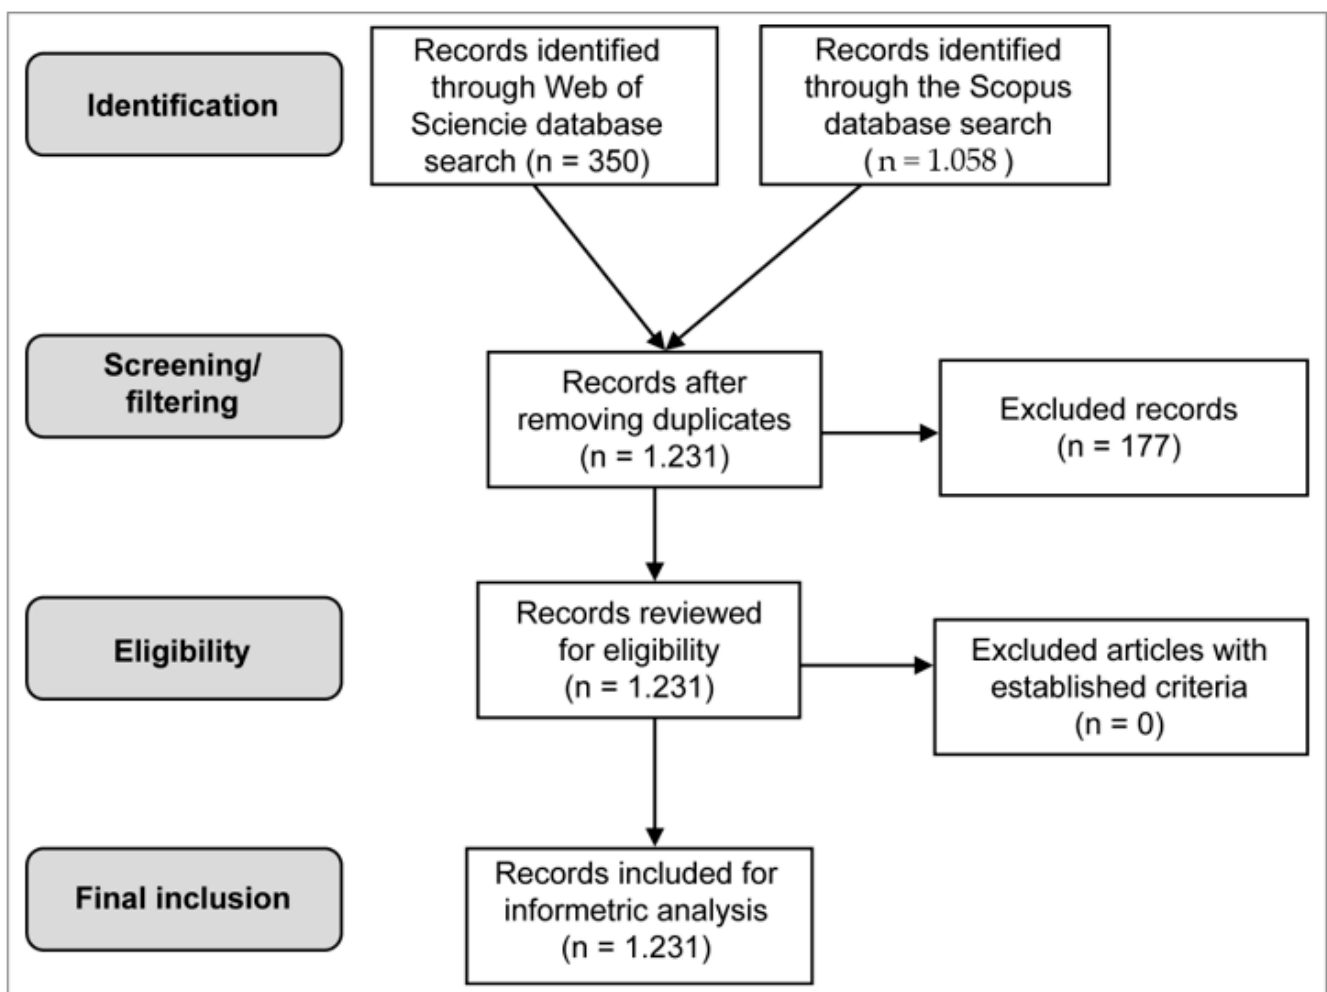 Identification
Records identified
through Web of
Sciencie database
search (n = 350)
Records identified
through the Scopus
database search
( n = 1.058 )
Screening/
filtering
Records after
removing duplicates
(n = 1.231)
Excluded records
(n = 177)
Eligibility
Records reviewed
for eligibility
(n = 1.231)
Excluded articles with
established criteria
(n = 0)
Final inclusion
Records included for
informetric analysis
(n = 1.231)